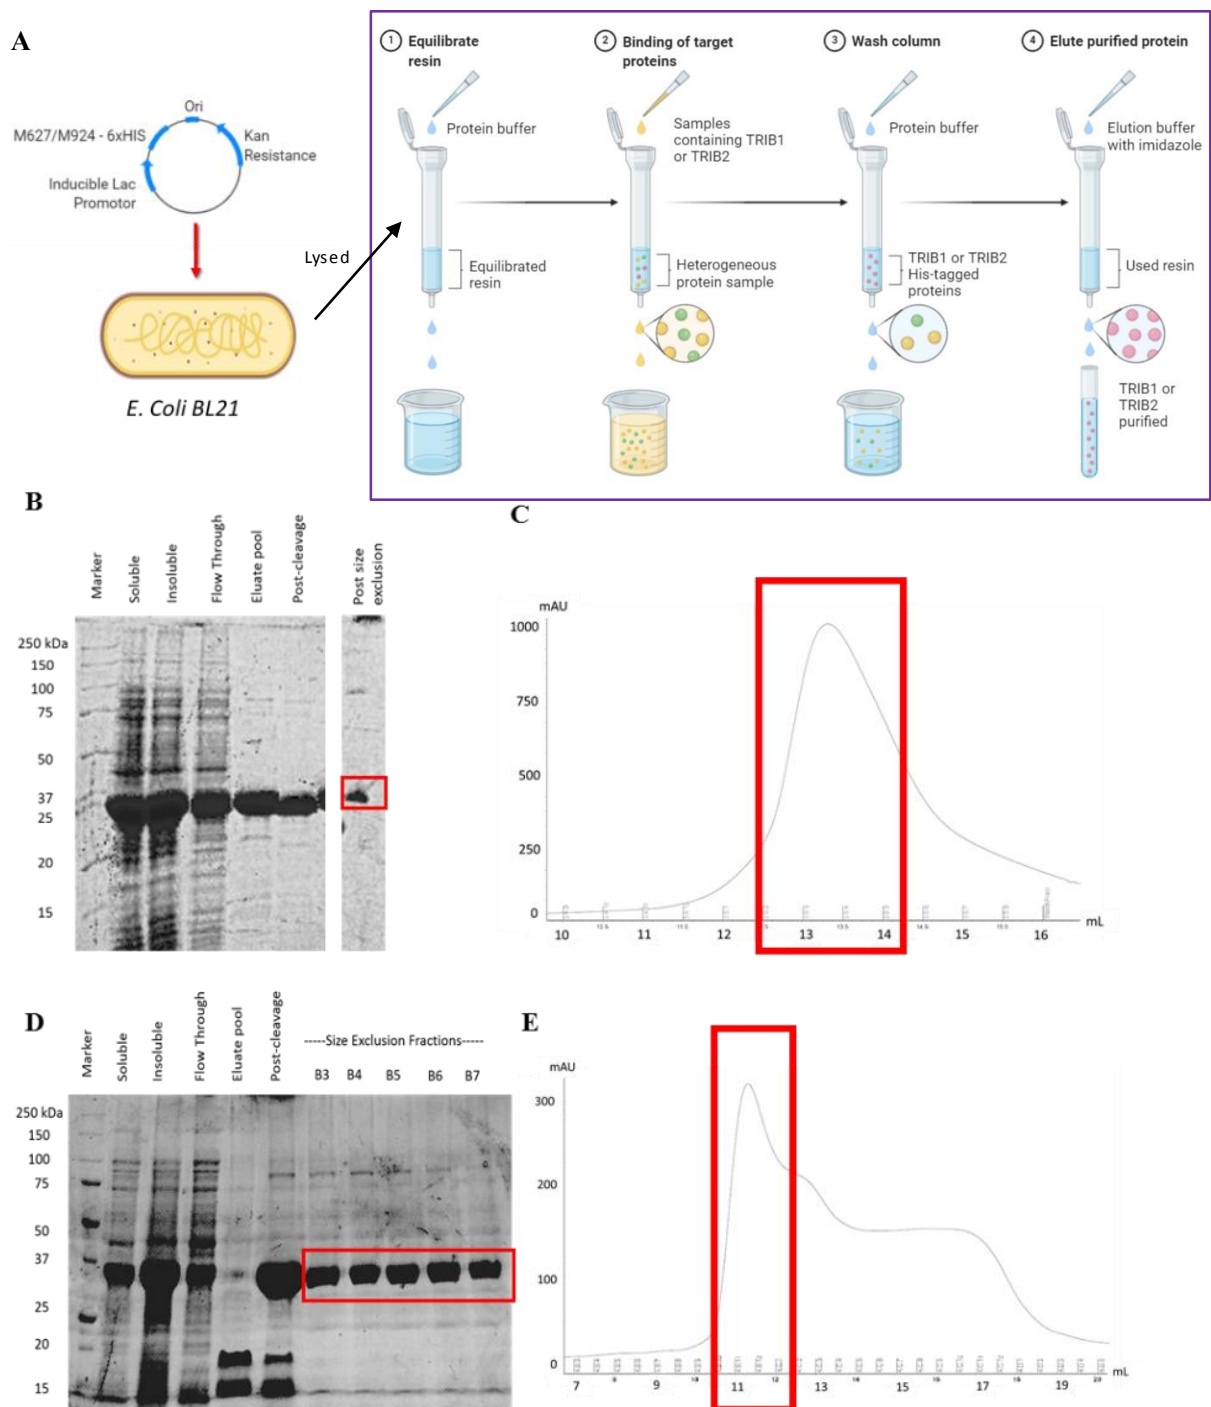 A
Ori
M627/M924 - 6xHIS
Kan
Resistance
Inducible Lac
Promotor
E. Coli BL21
Lysed
1 Equilibrate
resin
Protein buffer
Equilibrated
resin
2 Binding of target
proteins
Samples
containing TRIB1
or TRIB2
Heterogeneous
protein sample
3 Wash column
Protein buffer
TRIB1 or TRIB2
His-tagged
proteins
4 Elute purified protein
Elution buffer
with imidazole
Used resin
TRIB1 or
TRIB2
purified
B
Marker
Soluble
Insoluble
Flow Through
Eluate pool
Post-cleavage
Post size
exclusion
250 kDa
150
100
75
50
37
25
20
15
C
mAU
1000
750
500
250
0
10 11 12 13 14 15 16 mL
D
Marker
Soluble
Insoluble
Flow Through
Eluate pool
Post-cleavage
-----Size Exclusion Fractions-----
B3 B4 B5 B6 B7
250 kDa
150
100
75
50
37
25
20
15
E
mAU
300
200
100
0
7 9 11 13 15 17 19 mL